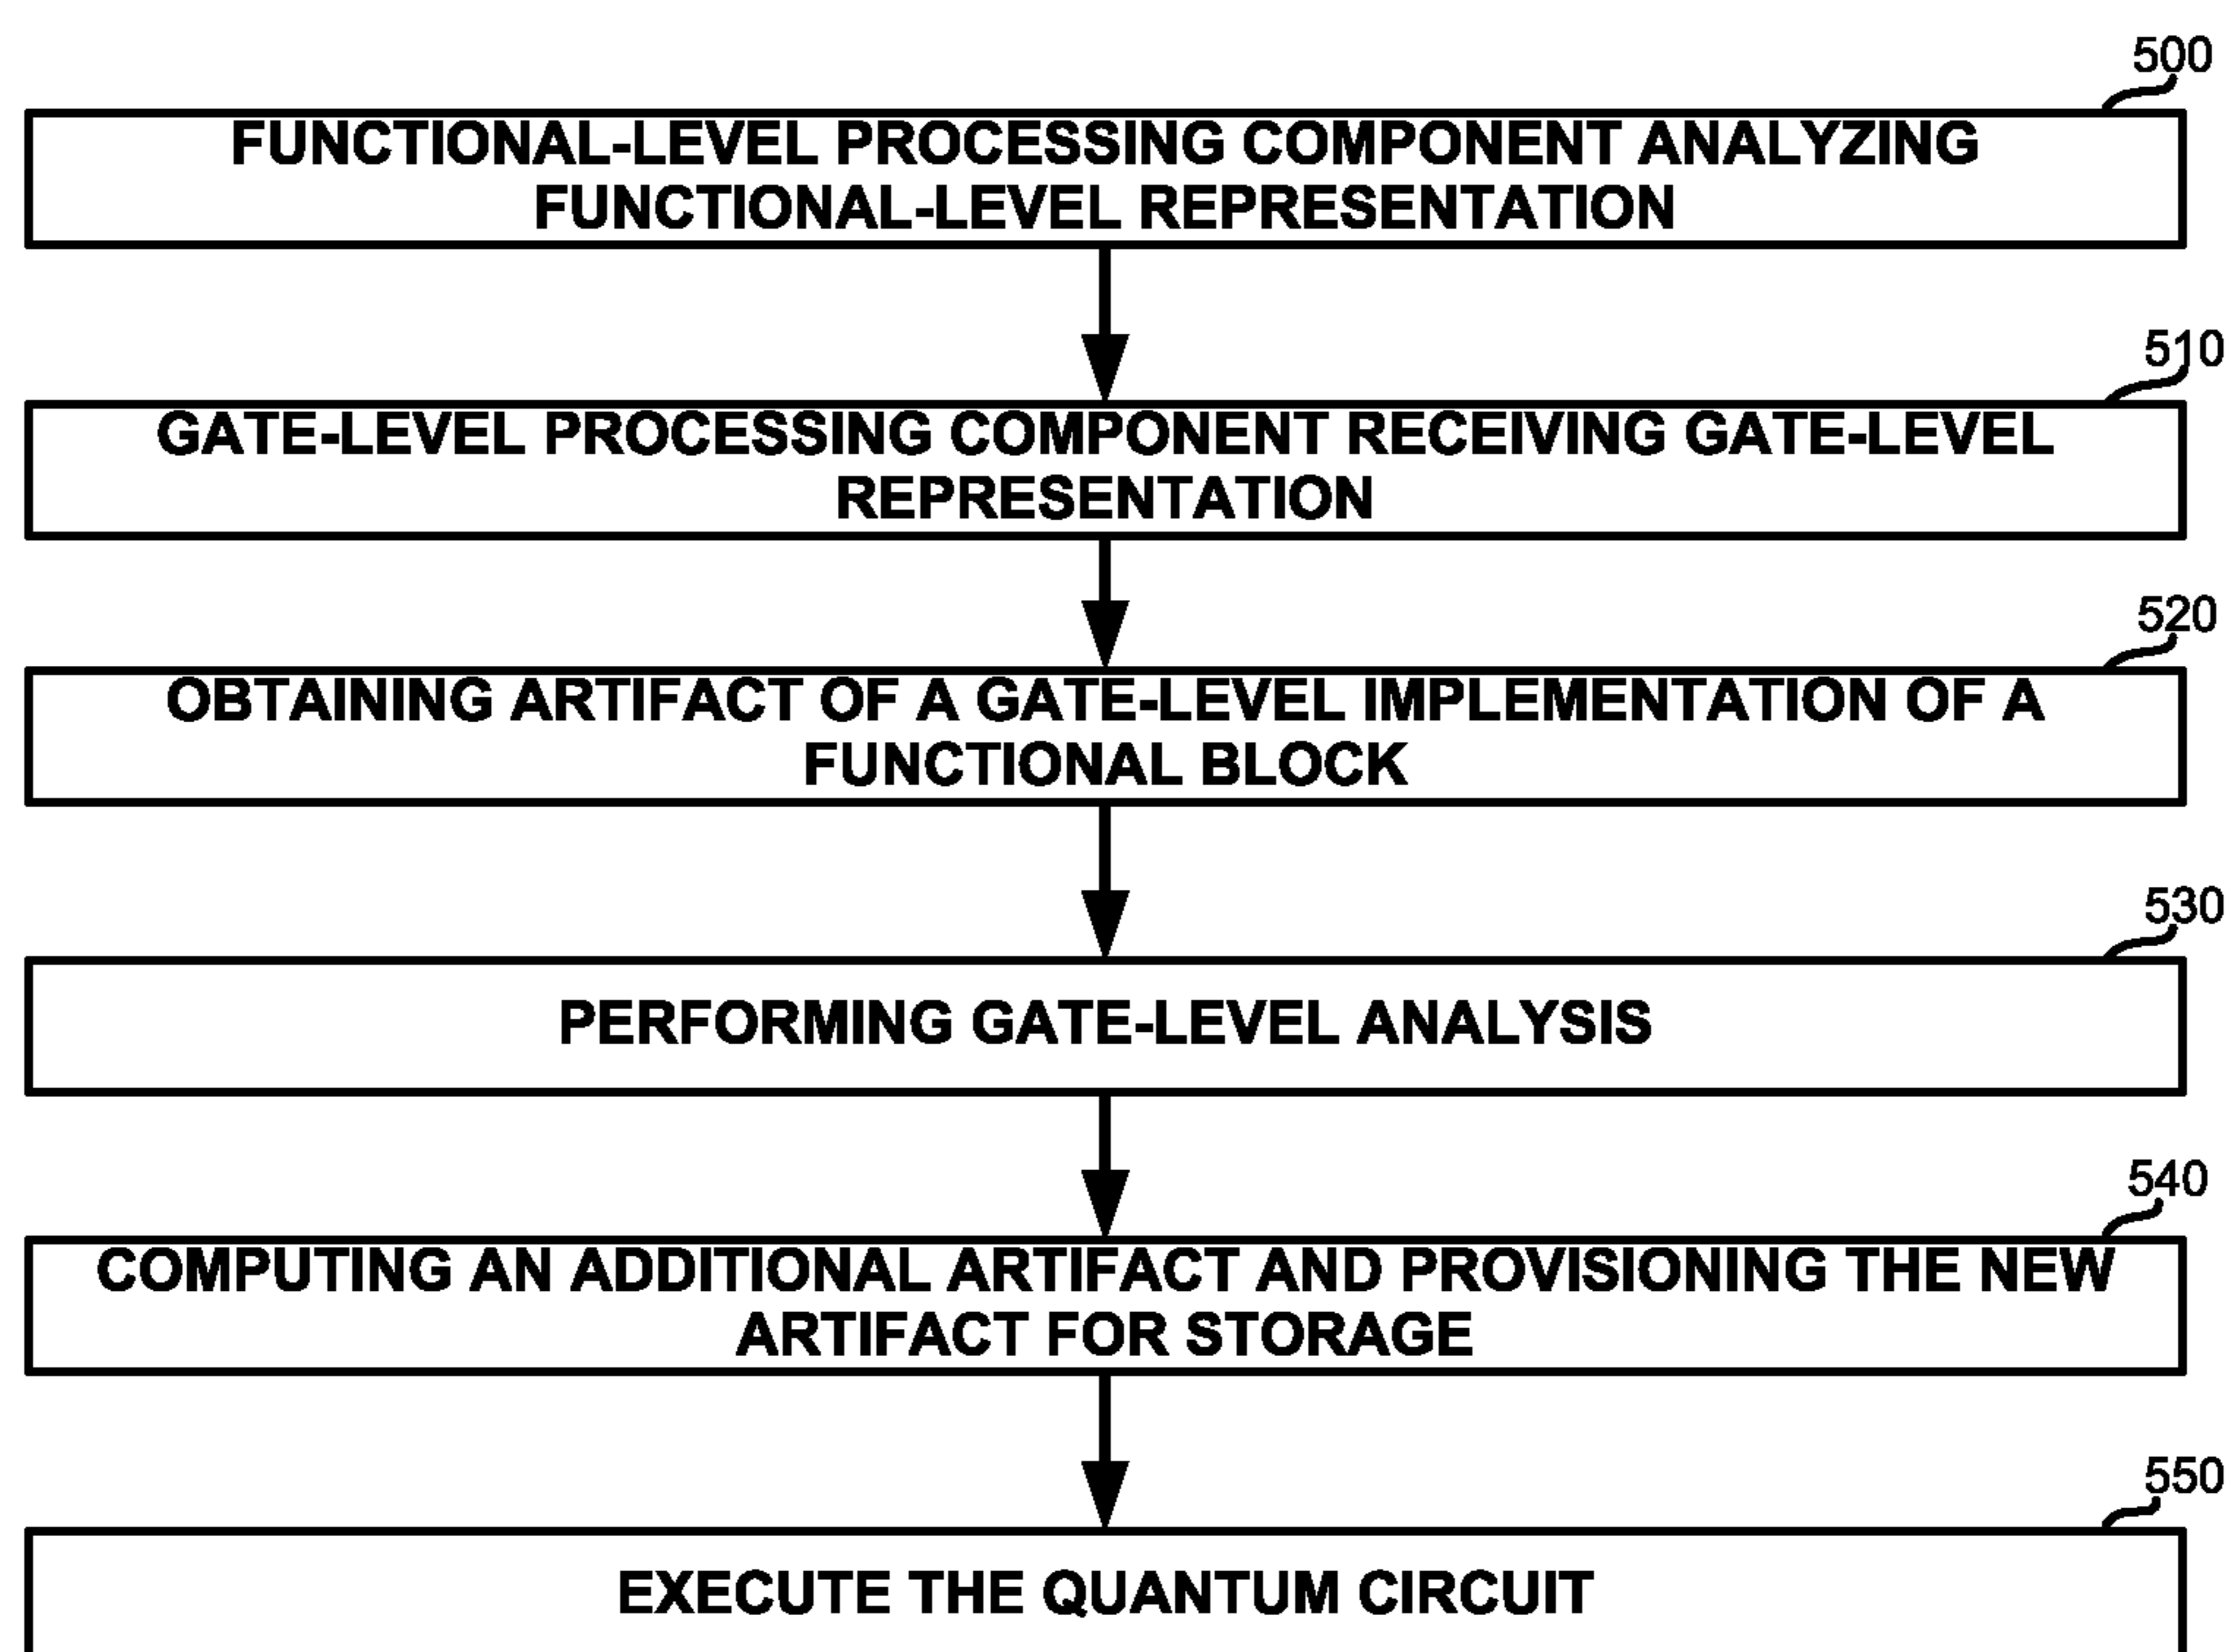 500
FUNCTIONAL-LEVEL PROCESSING COMPONENT ANALYZING
FUNCTIONAL-LEVEL REPRESENTATION
510
GATE-LEVEL PROCESSING COMPONENT RECEIVING GATE-LEVEL
REPRESENTATION
520
OBTAINING ARTIFACT OF A GATE-LEVEL IMPLEMENTATION OF A
FUNCTIONAL BLOCK
530
PERFORMING GATE-LEVEL ANALYSIS
540
COMPUTING AN ADDITIONAL ARTIFACT AND PROVISIONING THE NEW
ARTIFACT FOR STORAGE
550
EXECUTE THE QUANTUM CIRCUIT